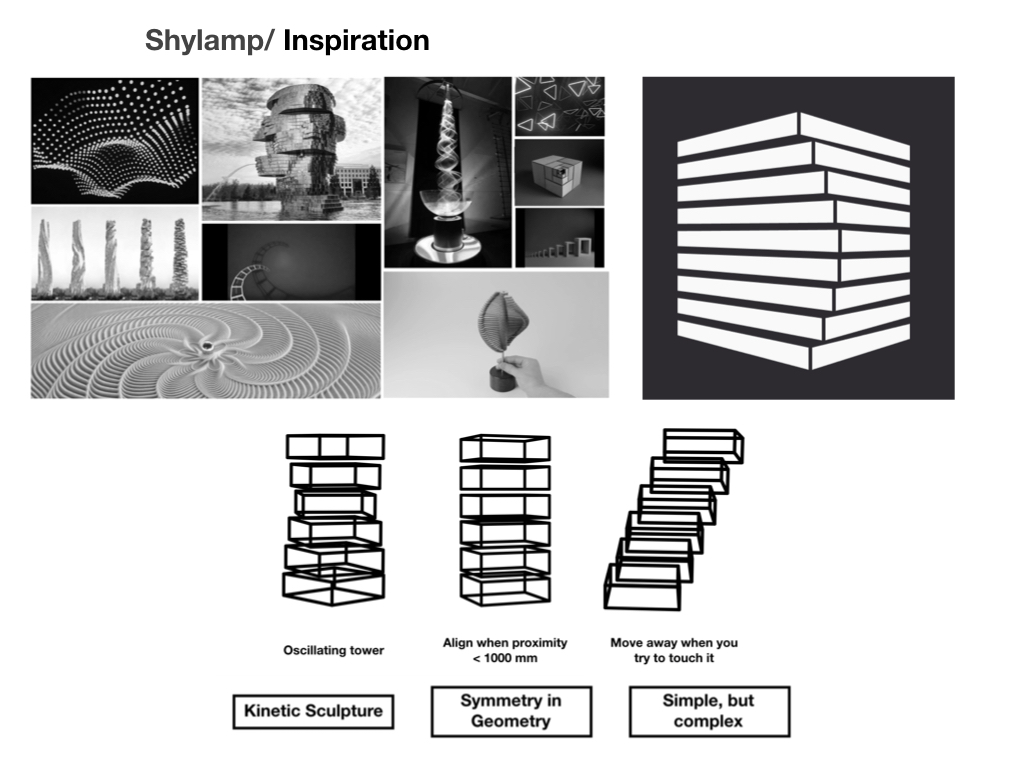 Shylamp/ Inspiration
Oscillating tower
Align when proximity
< 1000 mm
Move away when you
try to touch it
Kinetic Sculpture
Symmetry in
Geometry
Simple, but
complex